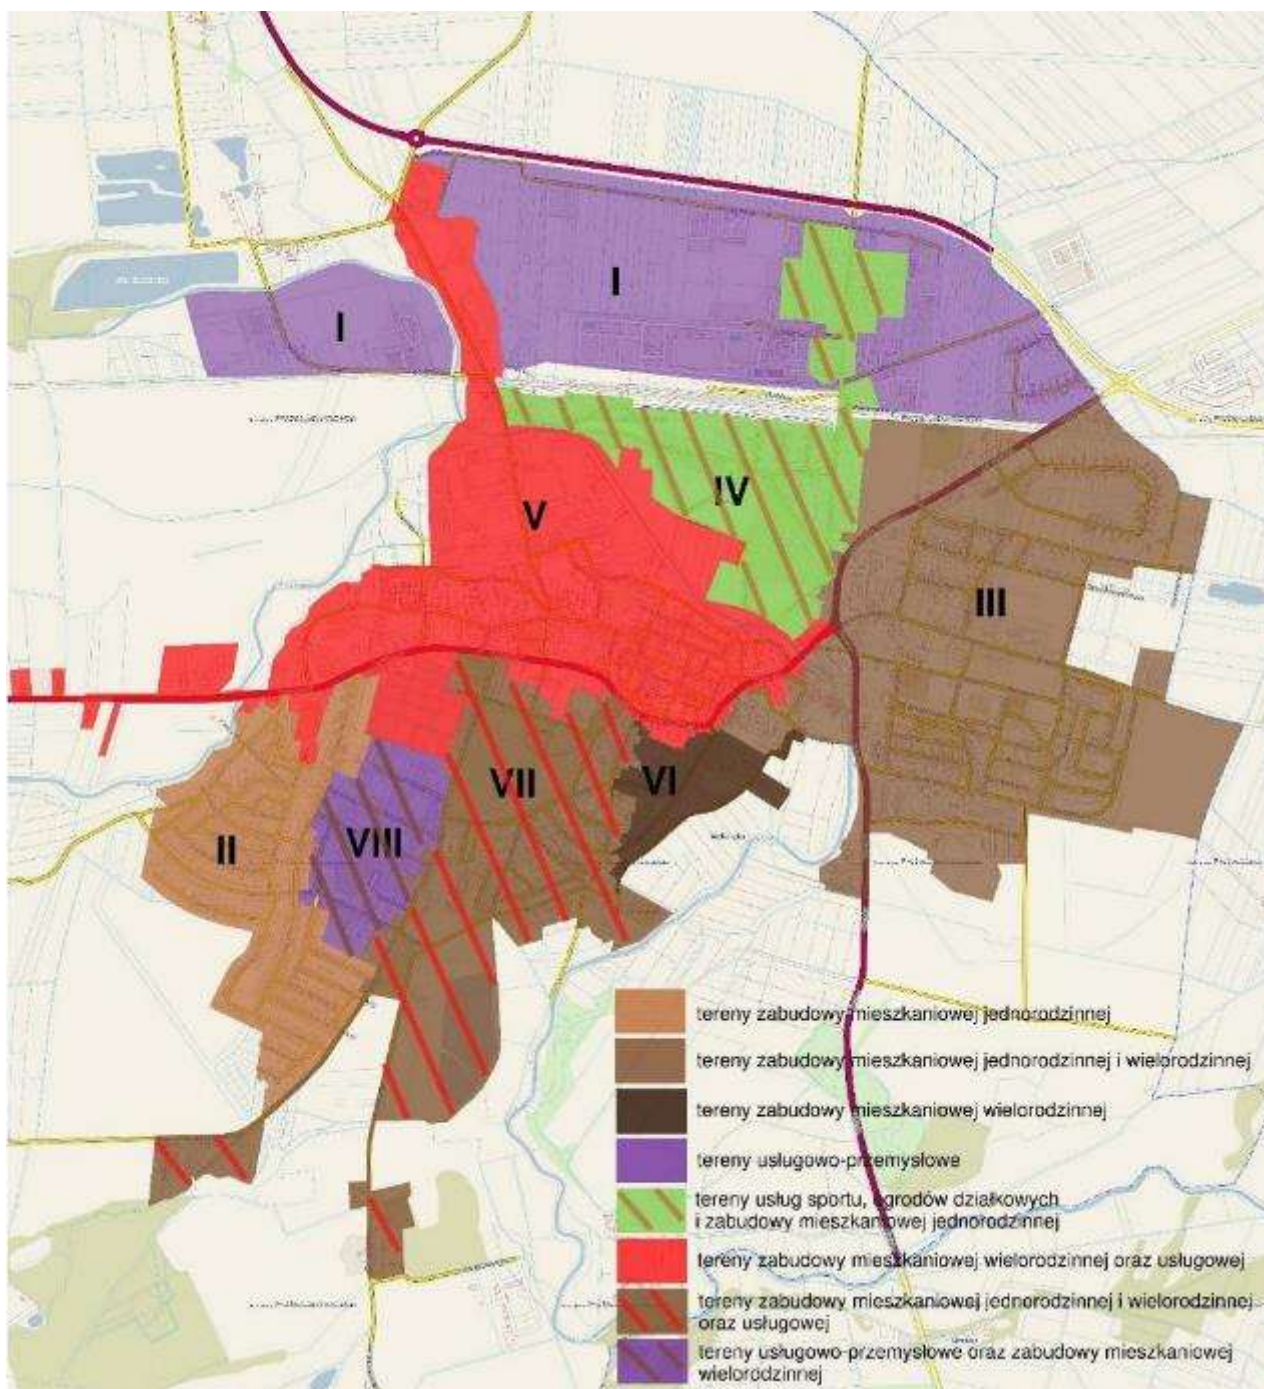 I
I
IV
V
III
VII
VI
VIII
II
tereny zabudowy mieszkaniowej jednorodzinnej
tereny zabudowy mieszkaniowej jednorodzinnej i wielorodzinnej
tereny zabudowy mieszkaniowej wielorodzinnej
tereny usługowo-przemysłowe
tereny usług sportu, ogrodów działkowych
i zabudowy mieszkaniowej jednorodzinnej
tereny zabudowy mieszkaniowej wielorodzinnej oraz usługowej
tereny zabudowy mieszkaniowej jednorodzinnej i wielorodzinnej
oraz usługowej
tereny usługowo-przemysłowe oraz zabudowy mieszkaniowej
wielorodzinnej